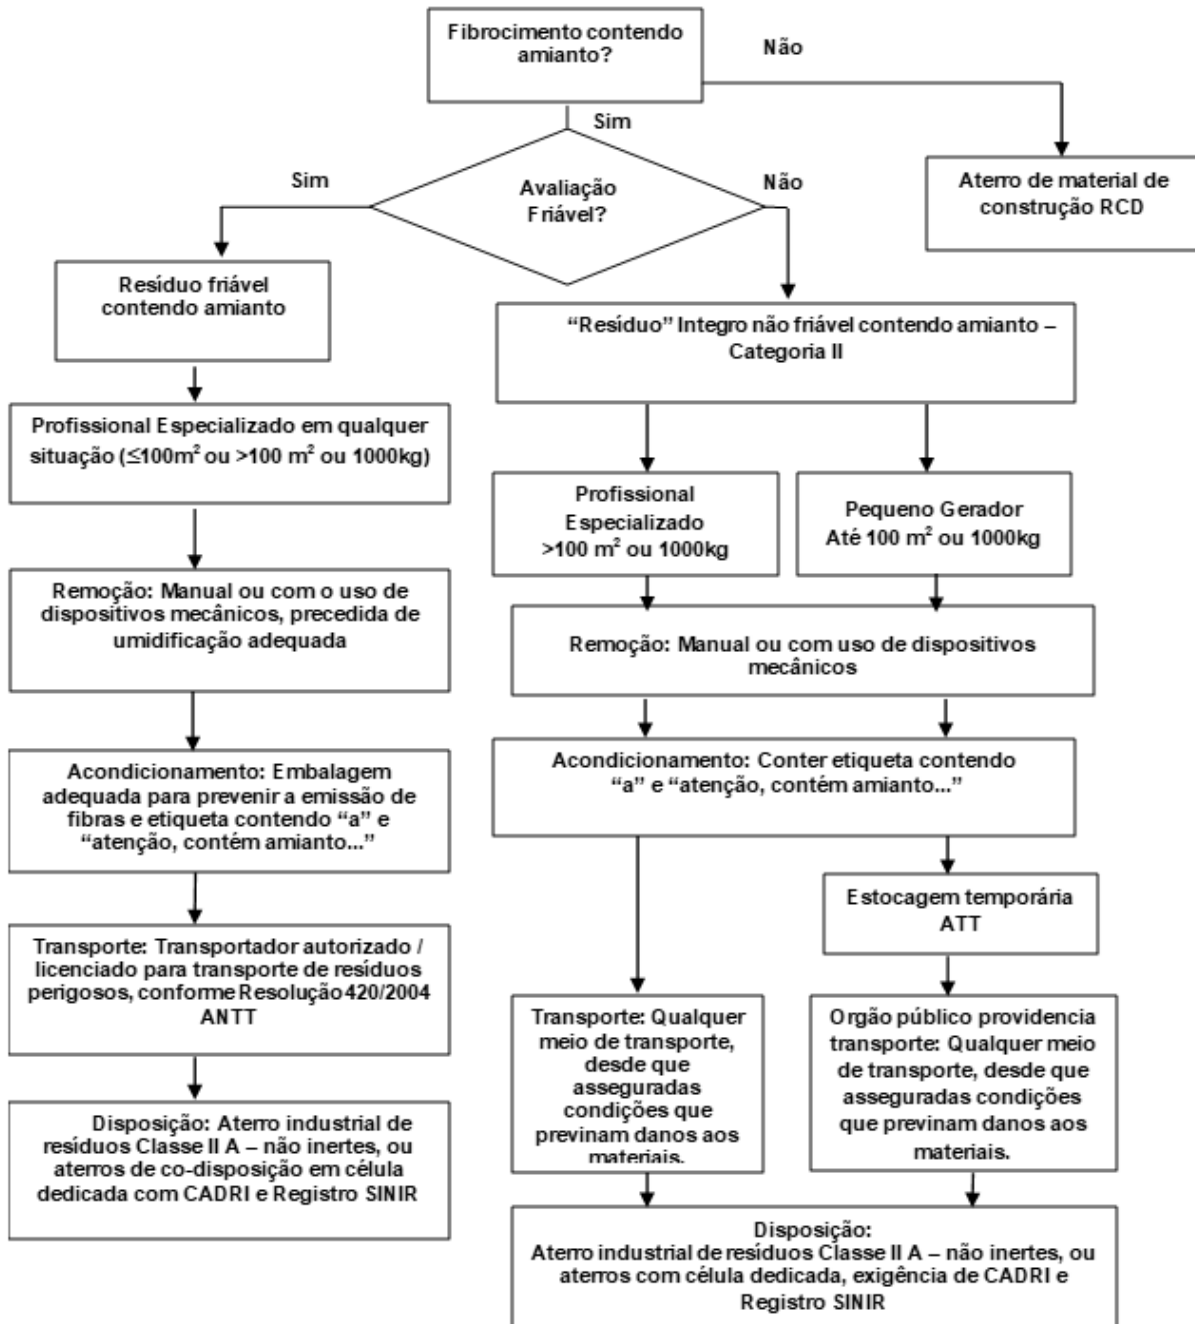 Fibrocimento contendo
amianto?
Não
Sim
Sim
Avaliação
Friável?
Não
Aterro de material de
construção RCD
Resíduo friável
contendo amianto
“Resíduo” Integro não friável contendo amianto –
Categoria II
Profissional Especializado em qualquer
situação (≤100m² ou >100 m² ou 1000kg)
Profissional
Especializado
>100 m² ou 1000kg
Pequeno Gerador
Até 100 m² ou 1000kg
Remoção: Manual ou com o uso de
dispositivos mecânicos, precedida de
umidificação adequada
Remoção: Manual ou com uso de dispositivos
mecânicos
Acondicionamento: Embalagem
adequada para prevenir a emissão de
fibras e etiqueta contendo “a” e
“atenção, contém amianto...”
Acondicionamento: Conter etiqueta contendo
“a” e “atenção, contém amianto...”
Estocagem temporária
ATT
Transporte: Transportador autorizado /
licenciado para transporte de resíduos
perigosos, conforme Resolução 420/2004
ANTT
Transporte: Qualquer
meio de transporte,
desde que
asseguradas
condições que
previnam danos aos
materiais.
Orgão público providencia
transporte: Qualquer meio
de transporte, desde que
asseguradas condições
que previnam danos aos
materiais.
Disposição: Aterro industrial de
resíduos Classe II A – não inertes, ou
aterros de co-disposição em célula
dedicada com CADRI e Registro SINIR
Disposição:
Aterro industrial de resíduos Classe II A – não inertes, ou
aterros com célula dedicada, exigência de CADRI e
Registro SINIR